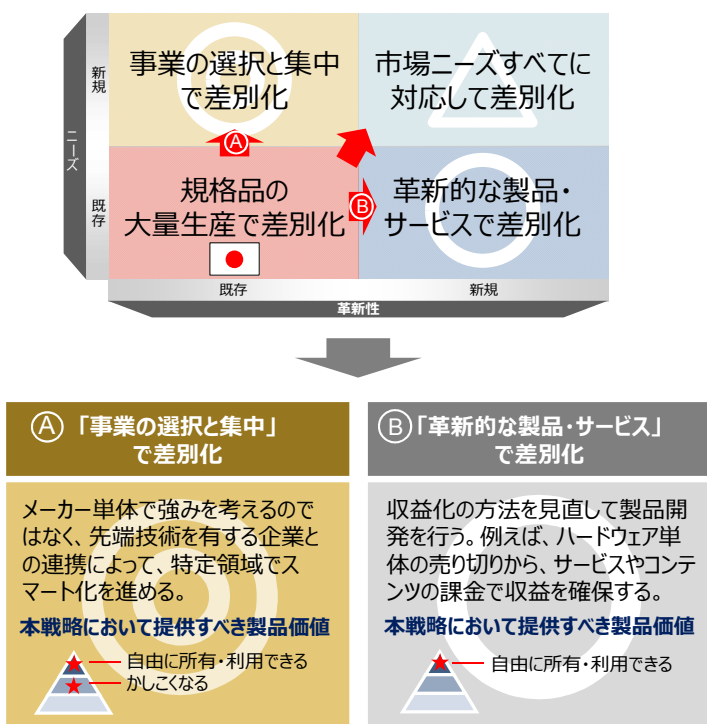 事業の選択と集中
で差別化
市場ニーズすべてに
対応して差別化
新規
ニーズ
A
規格品の
大量生産で差別化
B
革新的な製品・
サービスで差別化
既存
既存
新規
革新性
A 「事業の選択と集中」
で差別化
メーカー単体で強みを考えるので
はなく、先端技術を有する企業と
の連携によって、特定領域でス
マート化を進める。
本戦略において提供すべき製品価値
自由に所有・利用できる
かしこくなる
B 「革新的な製品・サービス」
で差別化
収益化の方法を見直して製品開
発を行う。例えば、ハードウェア単
体の売り切りから、サービスやコンテ
ンツの課金で収益を確保する。
本戦略において提供すべき製品価値
自由に所有・利用できる